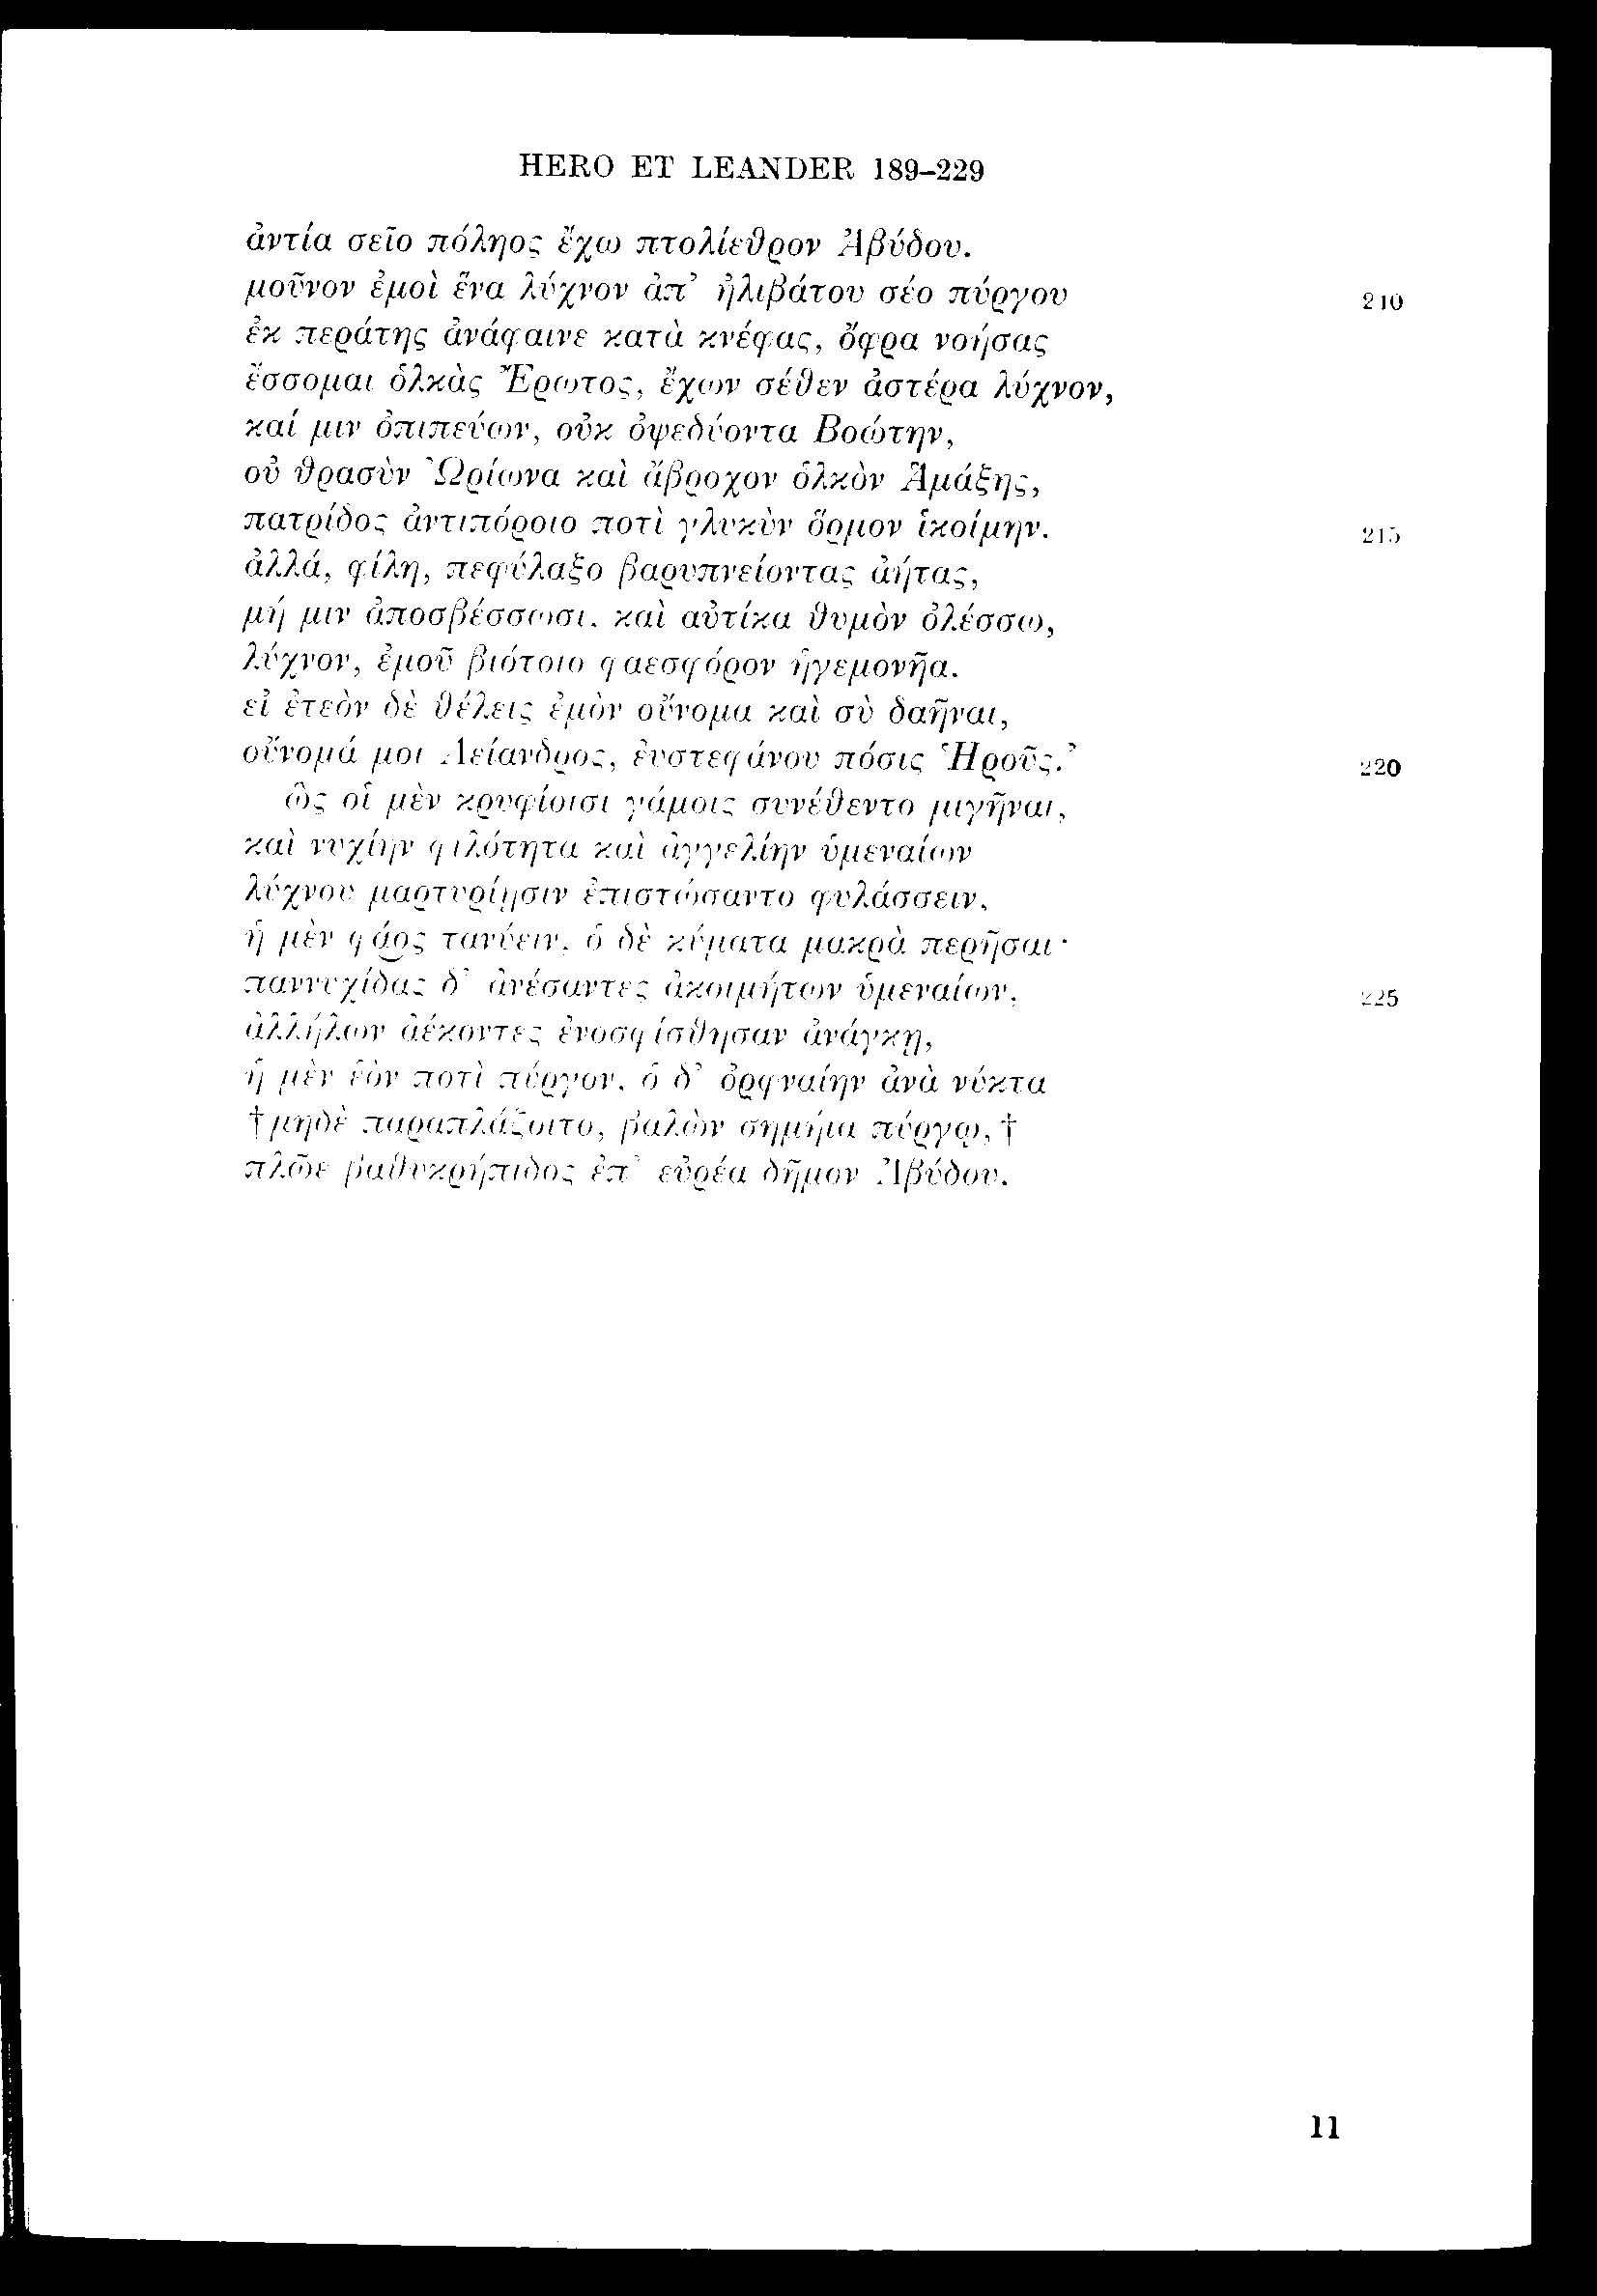 HERO ET LEANDER 189–229
ἀντία σεῖο πόληος ἔχω πτολίεθρον Ἀβύδου.
μοῦνον ἐμοὶ ἕνα λύχνον ἀπ’ ἠλιβάτου σέο πύργου 210
ἐκ περάτης ἀνάφαινε κατὰ κνέφας, ὄφρα νοήσας
ἔσσομαι ὁλκὰς Ἔρωτος, ἔχων σέθεν ἀστέρα λύχνον,
καί μιν ὀπιπεύων, οὐκ ὀψεδύοντα Βοώτην,
οὐ θρασὺν Ὠρίωνα καὶ ἄβροχον ὁλκὸν Ἁμάξης,
πατρίδος ἀντιπόροιο ποτὶ γλυκὺν ὅρμον ἱκοίμην. 215
ἀλλά, φίλη, πεφύλαξο βαρυπνείοντας ἀήτας,
μή μιν ἀποσβέσσωσι, καὶ αὐτίκα θυμὸν ὀλέσσω,
λύχνον, ἐμοῦ βιότοιο φαεσφόρον ἡγεμονῆα.
εἰ ἐτεὸν δὲ θέλεις ἐμὸν οὔνομα καὶ σὺ δαῆναι,
οὔνομά μοι Λείανδρος, ἐυστεφάνου πόσις Ἡροῦς.’ 220
ὣς οἱ μὲν κρυφίοισι γάμοις συνέθεντο μιγῆναι,
καὶ νυχίην φιλότητα καὶ ἀγγελίην ὑμεναίων
λύχνου μαρτυρίῃσιν ἐπιστώσαντο φυλάσσειν,
ἡ μὲν φάος τανύειν, ὁ δὲ κύματα μακρὰ περῆσαι·
παννυχίδας δ’ ἀνέσαντες ἀκοιμήτων ὑμεναίων, 225
ἀλλήλων ἀέκοντες ἐνοσφίσθησαν ἀνάγκῃ,
ἡ μὲν ἑὸν ποτὶ πύργον, ὁ δ’ ὀρφναίην ἀνὰ νύκτα
†μηδὲ παραπλάζοιτο, βαλὼν σημήια πύργῳ,†
πλῶε βαθυκρήπιδος ἐπ’ εὐρέα δῆμον Ἀβύδου.
11